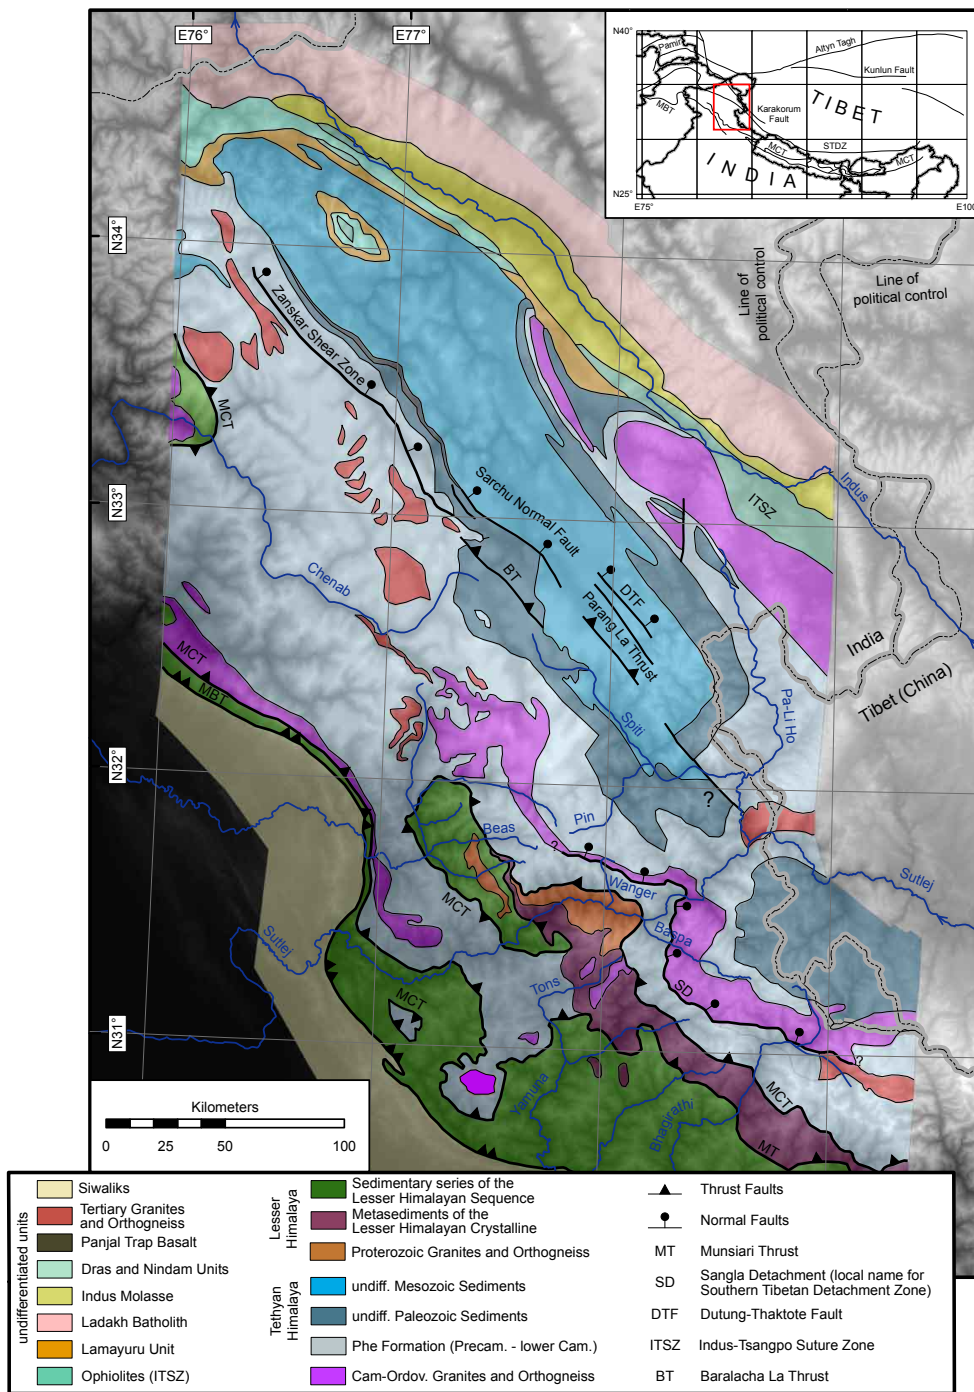 E76°
E77°
N34°
N33°
N32°
N31°
N40°
N25°
E75°
E100
Pamir
Altyn Tagh
Kunlun Fault
MBT
Karakorum
Fault
TIBET
MCT
STDZ
MCT
INDIA
Line of
political control
Line of
political control
Zanskar Shear Zone
MCT
Sarchu Normal Fault
ITSZ
Indus
BT
DTF
Parang La Thrust
Chenab
India
Tibet (China)
MCT
MBT
Spiti
Pa-Li Ho
?
Pin
Beas
?
Wanger
Sutlej
MCT
Baspa
Sutlej
SD
Tons
MCT
?
Yamuna
Bhagirathi
MCT
MT
Kilometers
0 25 50 100
undifferentiated units
Siwaliks
Tertiary Granites
and Orthogneiss
Panjal Trap Basalt
Dras and Nindam Units
Indus Molasse
Ladakh Batholith
Lamayuru Unit
Ophiolites (ITSZ)
Lesser
Himalaya
Sedimentary series of the
Lesser Himalayan Sequence
Metasediments of the
Lesser Himalayan Crystalline
Proterozoic Granites and Orthogneiss
Tethyan
Himalaya
undiff. Mesozoic Sediments
undiff. Paleozoic Sediments
Phe Formation (Precam. - lower Cam.)
Cam-Ordov. Granites and Orthogneiss
Thrust Faults
Normal Faults
MT Munsiari Thrust
SD Sangla Detachment (local name for
Southern Tibetan Detachment Zone)
DTF Dutung-Thaktote Fault
ITSZ Indus-Tsangpo Suture Zone
BT Baralacha La Thrust